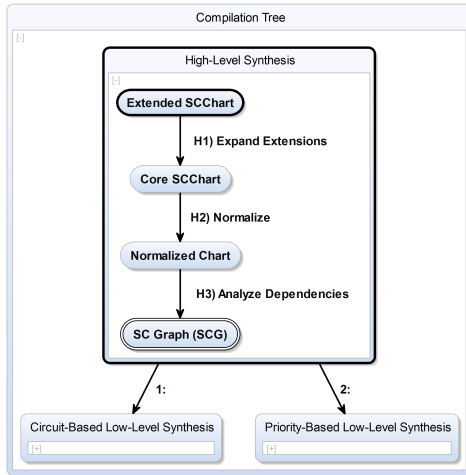 Compilation Tree
[-]
High-Level Synthesis
[-]
Extended SCChart
H1) Expand Extensions
Core SCChart
H2) Normalize
Normalized Chart
H3) Analyze Dependencies
SC Graph (SCG)
1:
2:
Circuit-Based Low-Level Synthesis
[+]
Priority-Based Low-Level Synthesis
[+]